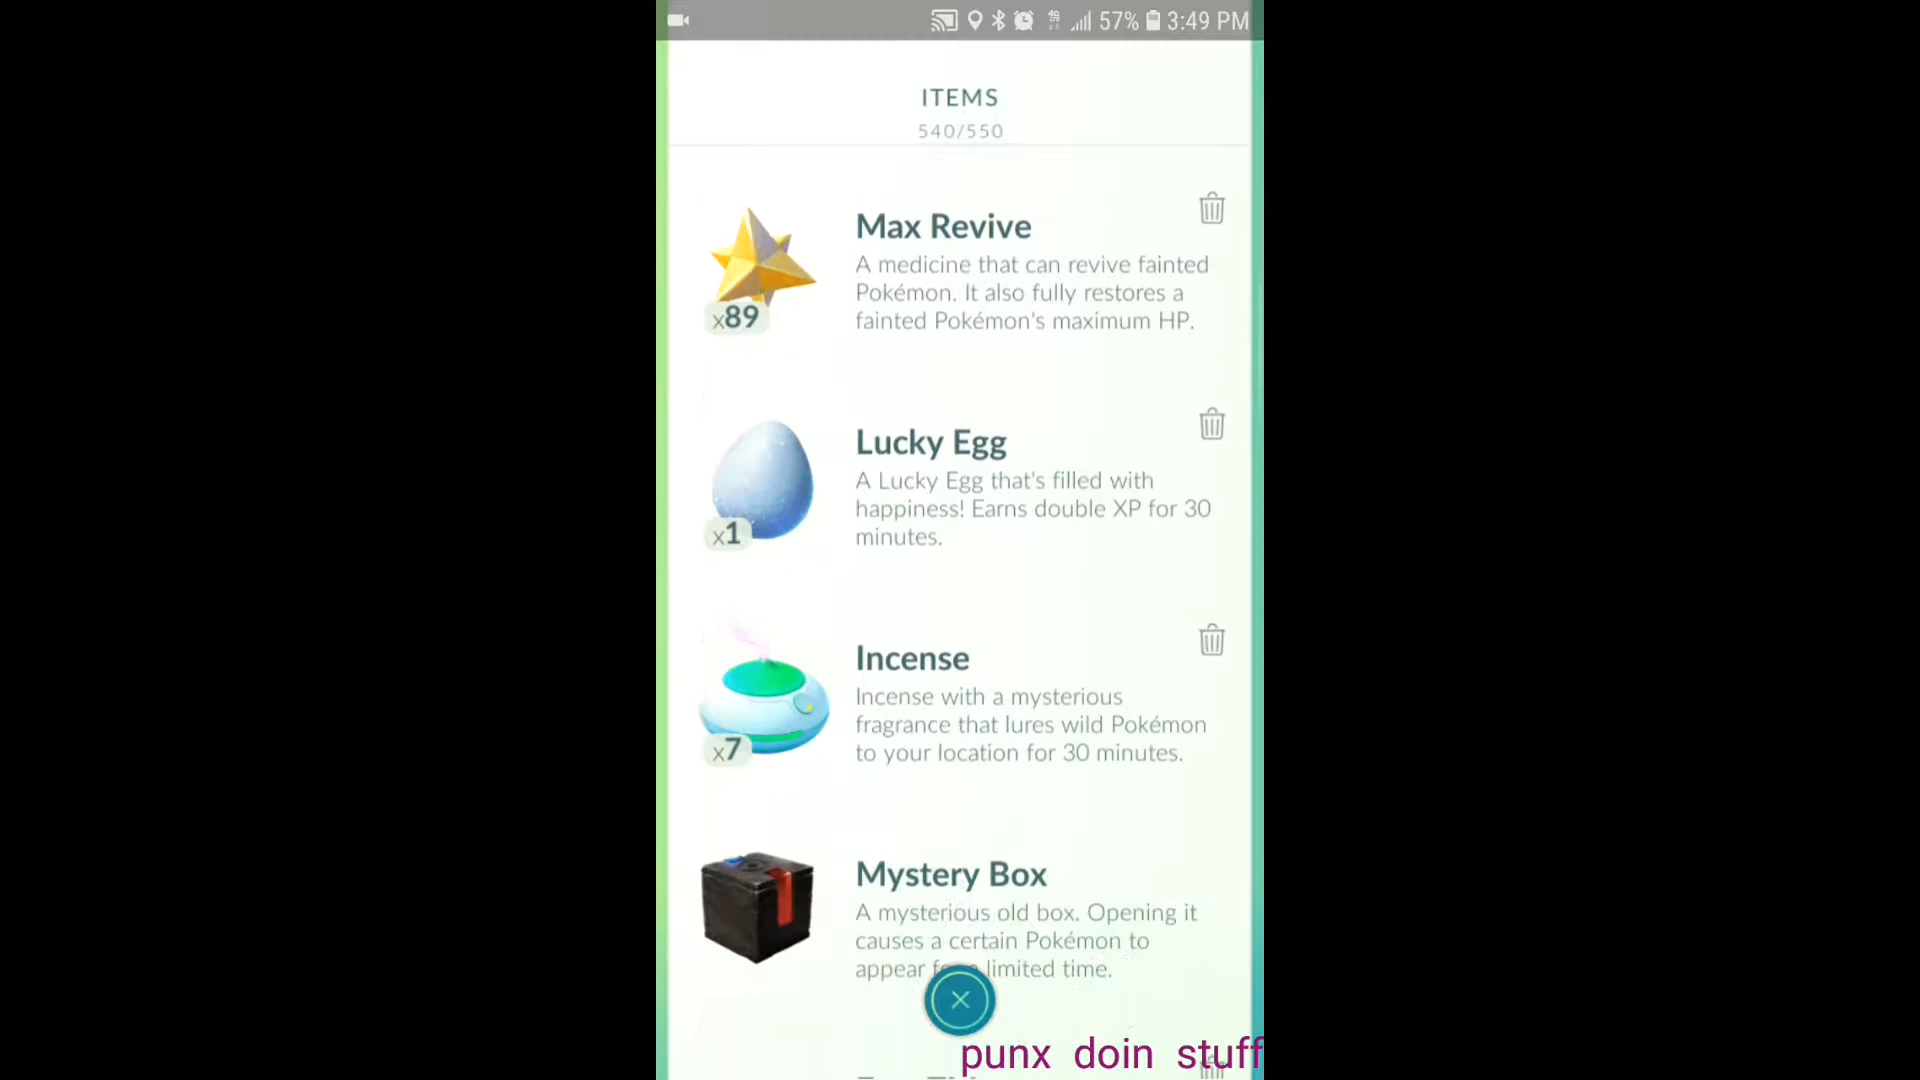 57% 3:49 PM
ITEMS
540/550
Max Revive
A medicine that can revive fainted
Pokémon. It also fully restores a
fainted Pokémon's maximum HP.
x89
Lucky Egg
A Lucky Egg that's filled with
happiness! Earns double XP for 30
minutes.
x1
Incense
Incense with a mysterious
fragrance that lures wild Pokémon
to your location for 30 minutes.
x7
Mystery Box
A mysterious old box. Opening it
causes a certain Pokémon to
appear limited time.
punx doin stuff